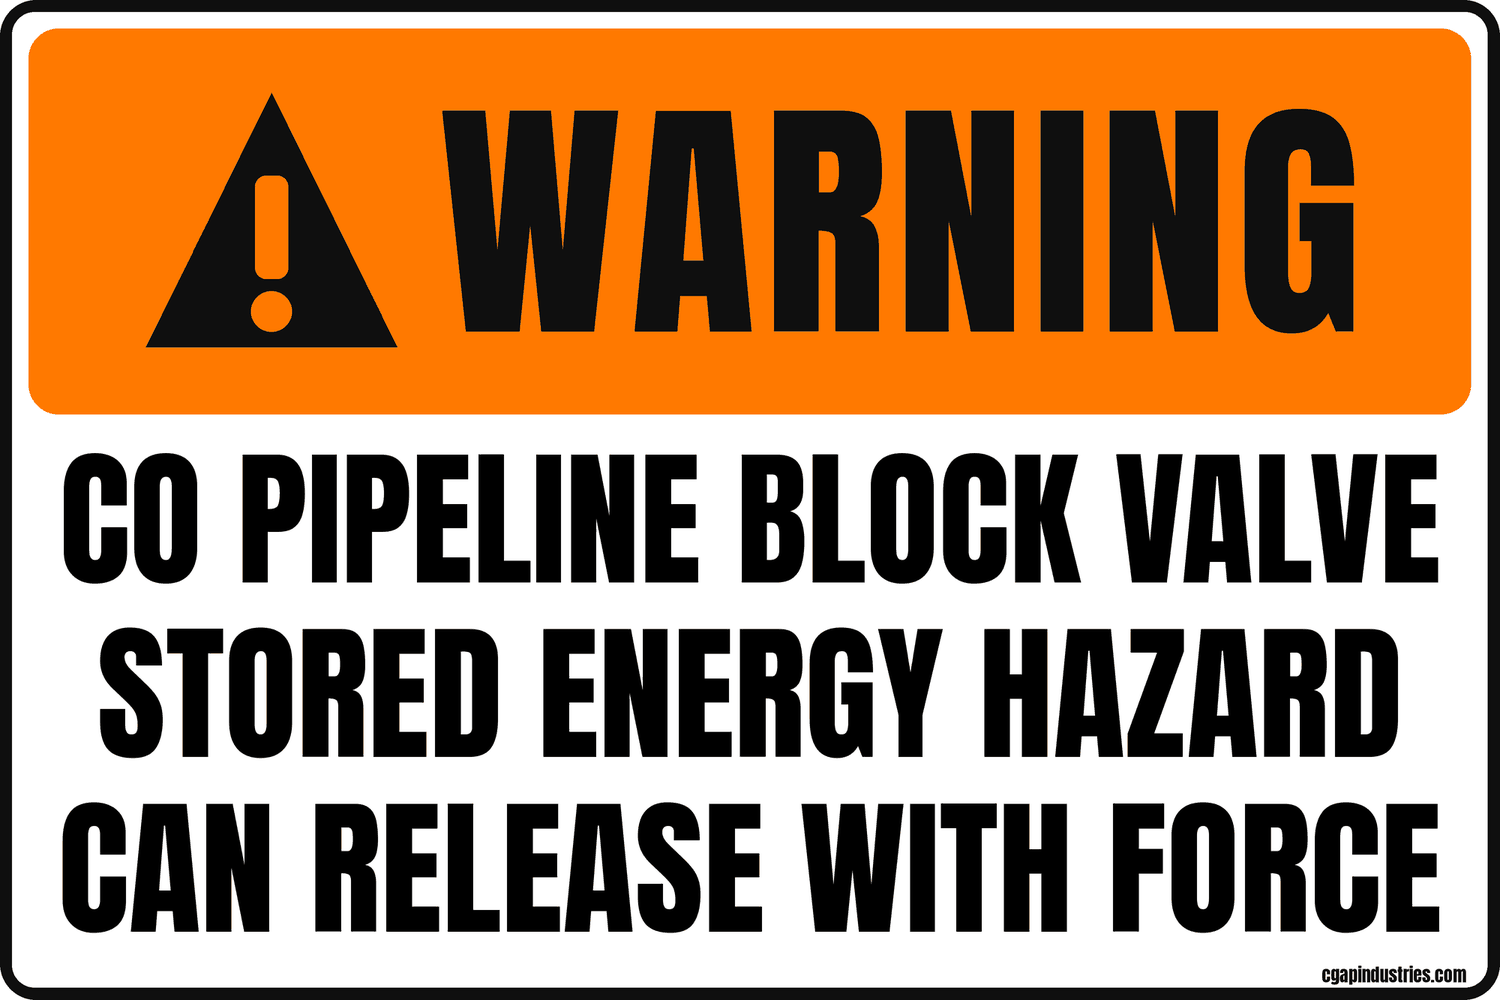 WARNING
CO PIPELINE BLOCK VALVE
STORED ENERGY HAZARD
CAN RELEASE WITH FORCE
cgapindustries.com